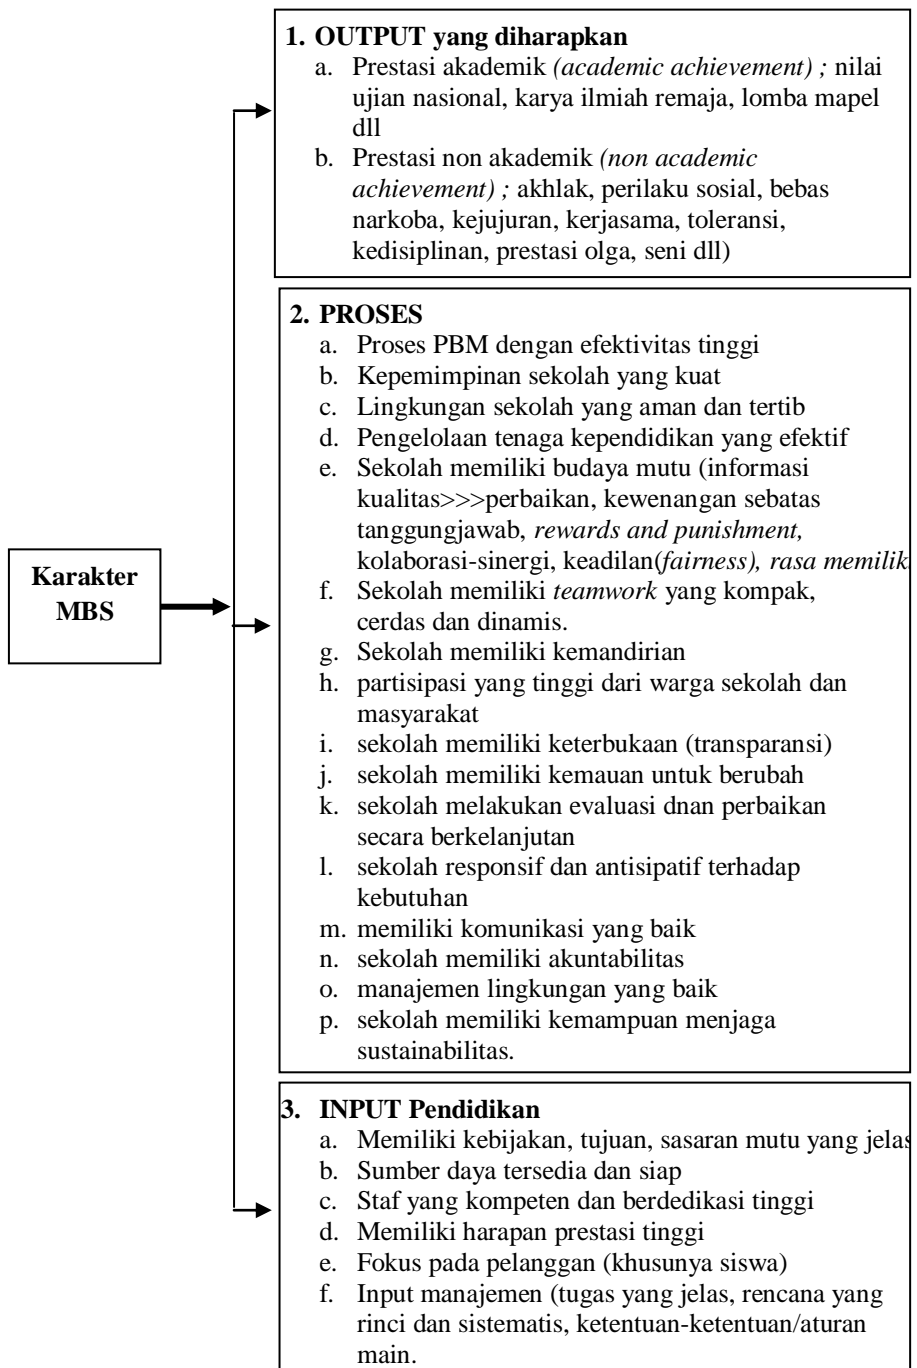 Karakter
MBS
1. OUTPUT yang diharapkan
a. Prestasi akademik (academic achievement) ; nilai
ujian nasional, karya ilmiah remaja, lomba mapel
dll
b. Prestasi non akademik (non academic
achievement) ; akhlak, perilaku sosial, bebas
narkoba, kejujuran, kerjasama, toleransi,
kedisiplinan, prestasi olga, seni dll)
2. PROSES
a. Proses PBM dengan efektivitas tinggi
b. Kepemimpinan sekolah yang kuat
c. Lingkungan sekolah yang aman dan tertib
d. Pengelolaan tenaga kependidikan yang efektif
e. Sekolah memiliki budaya mutu (informasi
kualitas>>>perbaikan, kewenangan sebatas
tanggungjawab, rewards and punishment,
kolaborasi-sinergi, keadilan(fairness), rasa memilik
f. Sekolah memiliki teamwork yang kompak,
cerdas dan dinamis.
g. Sekolah memiliki kemandirian
h. partisipasi yang tinggi dari warga sekolah dan
masyarakat
i. sekolah memiliki keterbukaan (transparansi)
j. sekolah memiliki kemauan untuk berubah
k. sekolah melakukan evaluasi dnan perbaikan
secara berkelanjutan
l. sekolah responsif dan antisipatif terhadap
kebutuhan
m. memiliki komunikasi yang baik
n. sekolah memiliki akuntabilitas
o. manajemen lingkungan yang baik
p. sekolah memiliki kemampuan menjaga
sustainabilitas.
3. INPUT Pendidikan
a. Memiliki kebijakan, tujuan, sasaran mutu yang jelas
b. Sumber daya tersedia dan siap
c. Staf yang kompeten dan berdedikasi tinggi
d. Memiliki harapan prestasi tinggi
e. Fokus pada pelanggan (khusunya siswa)
f. Input manajemen (tugas yang jelas, rencana yang
rinci dan sistematis, ketentuan-ketentuan/aturan
main.